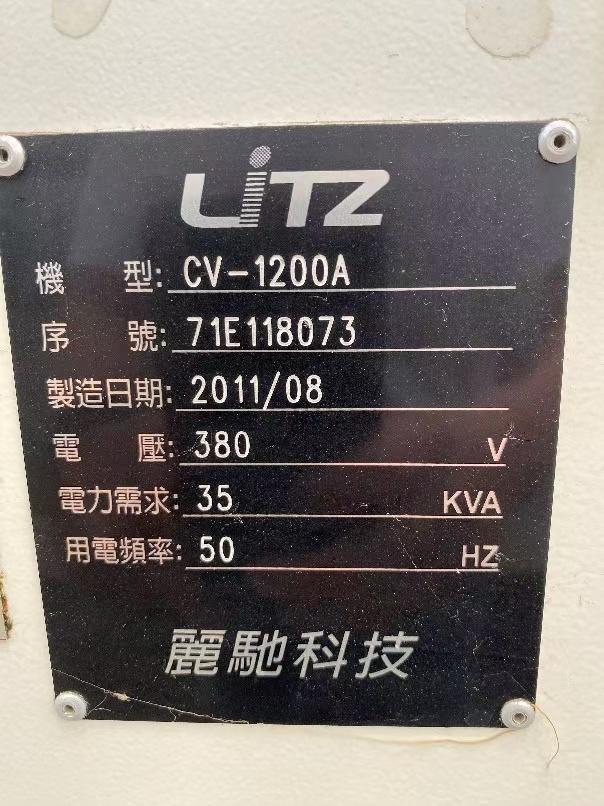 LiTZ
機型: CV-1200A
序號: 71E118073
製造日期: 2011/08
電壓: 380 V
電力需求: 35 KVA
用電頻率: 50 HZ
麗馳科技